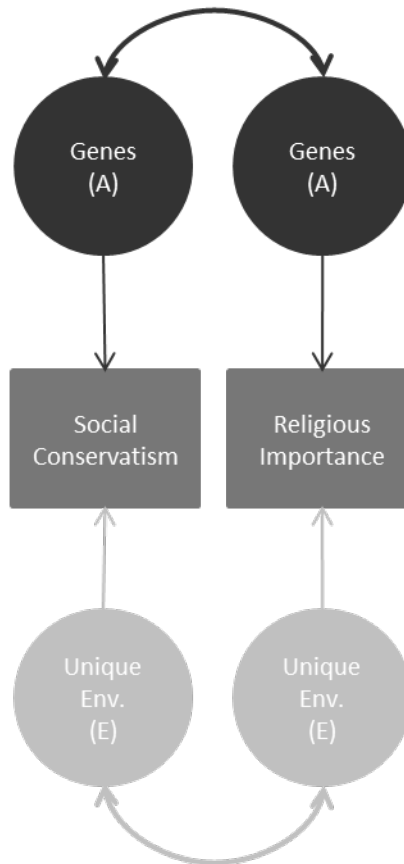 Genes
(A)
Genes
(A)
Social
Conservatism
Religious
Importance
Unique
Env.
(E)
Unique
Env.
(E)